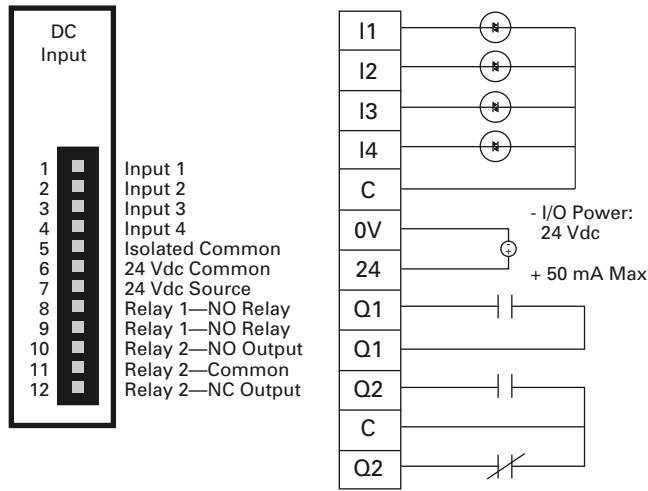 DC
Input
1 Input 1
2 Input 2
3 Input 3
4 Input 4
5 Isolated Common
6 24 Vdc Common
7 24 Vdc Source
8 Relay 1—NO Relay
9 Relay 1—NO Relay
10 Relay 2—NO Output
11 Relay 2—Common
12 Relay 2—NC Output
I1
I2
I3
I4
C
0V
24
Q1
Q1
Q2
C
Q2
- I/O Power:
24 Vdc
+ 50 mA Max
-
+